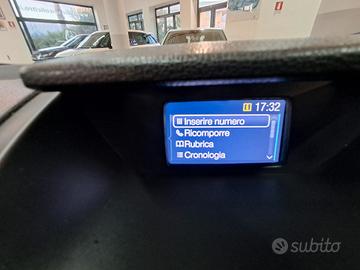 17:32
Inserire numero
Ricomporre
Rubrica
Cronologia
subito